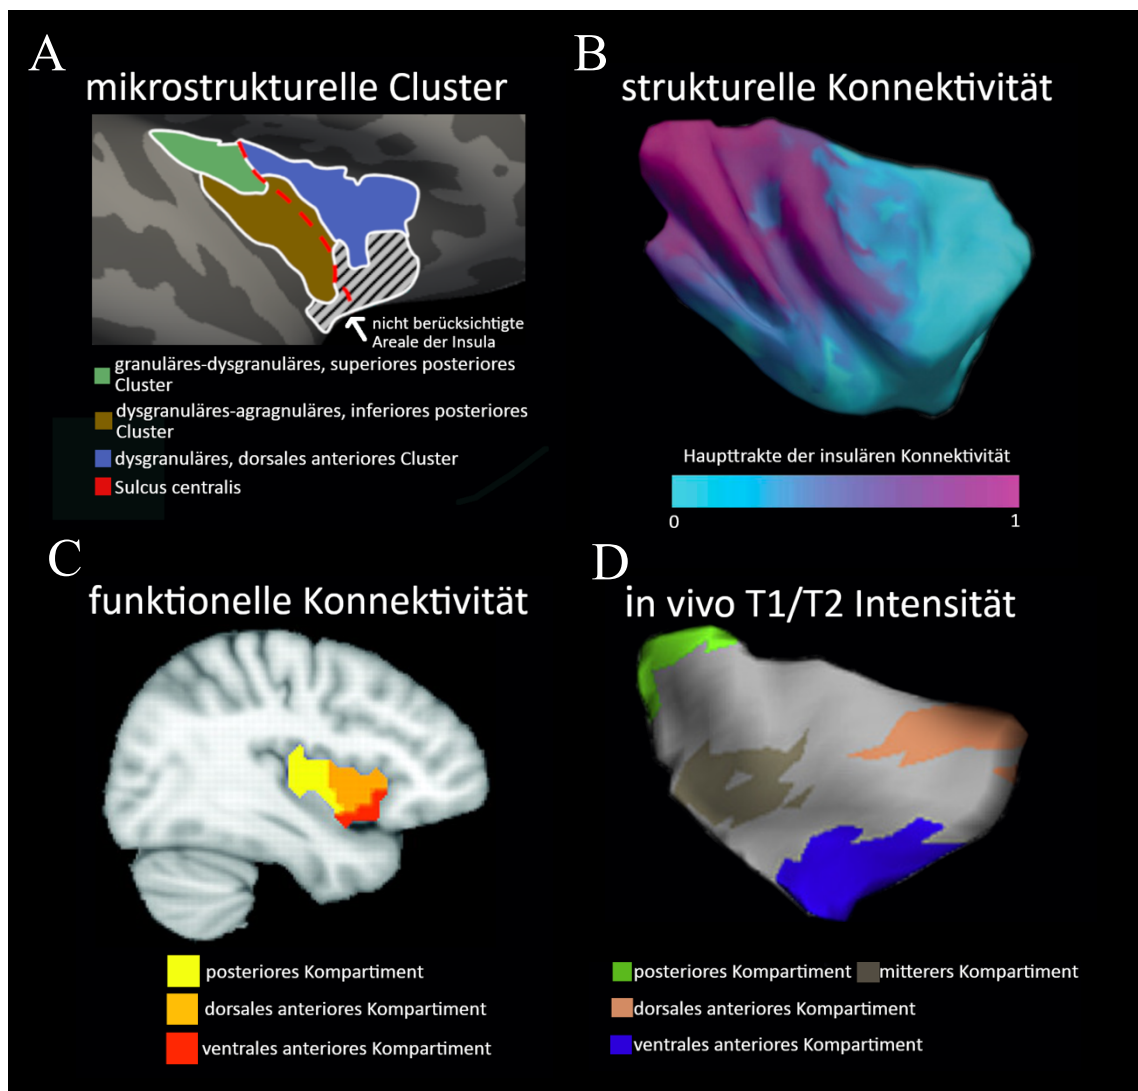 A
mikrostrukturelle Cluster
nicht berücksichtigte
Areale der Insula
granuläres-dysgranuläres, superiores posteriores
Cluster
dysgranuläres-agragnuläres, inferiores posteriores
Cluster
dysgranuläres, dorsales anteriores Cluster
Sulcus centralis
B
strukturelle Konnektivität
Haupttrakte der insulären Konnektivität
0 1
C
funktionelle Konnektivität
posteriores Kompartiment
dorsales anteriores Kompartiment
ventrales anteriores Kompartiment
D
in vivo T1/T2 Intensität
posteriores Kompartiment mitterers Kompartiment
dorsales anteriores Kompartiment
ventrales anteriores Kompartiment